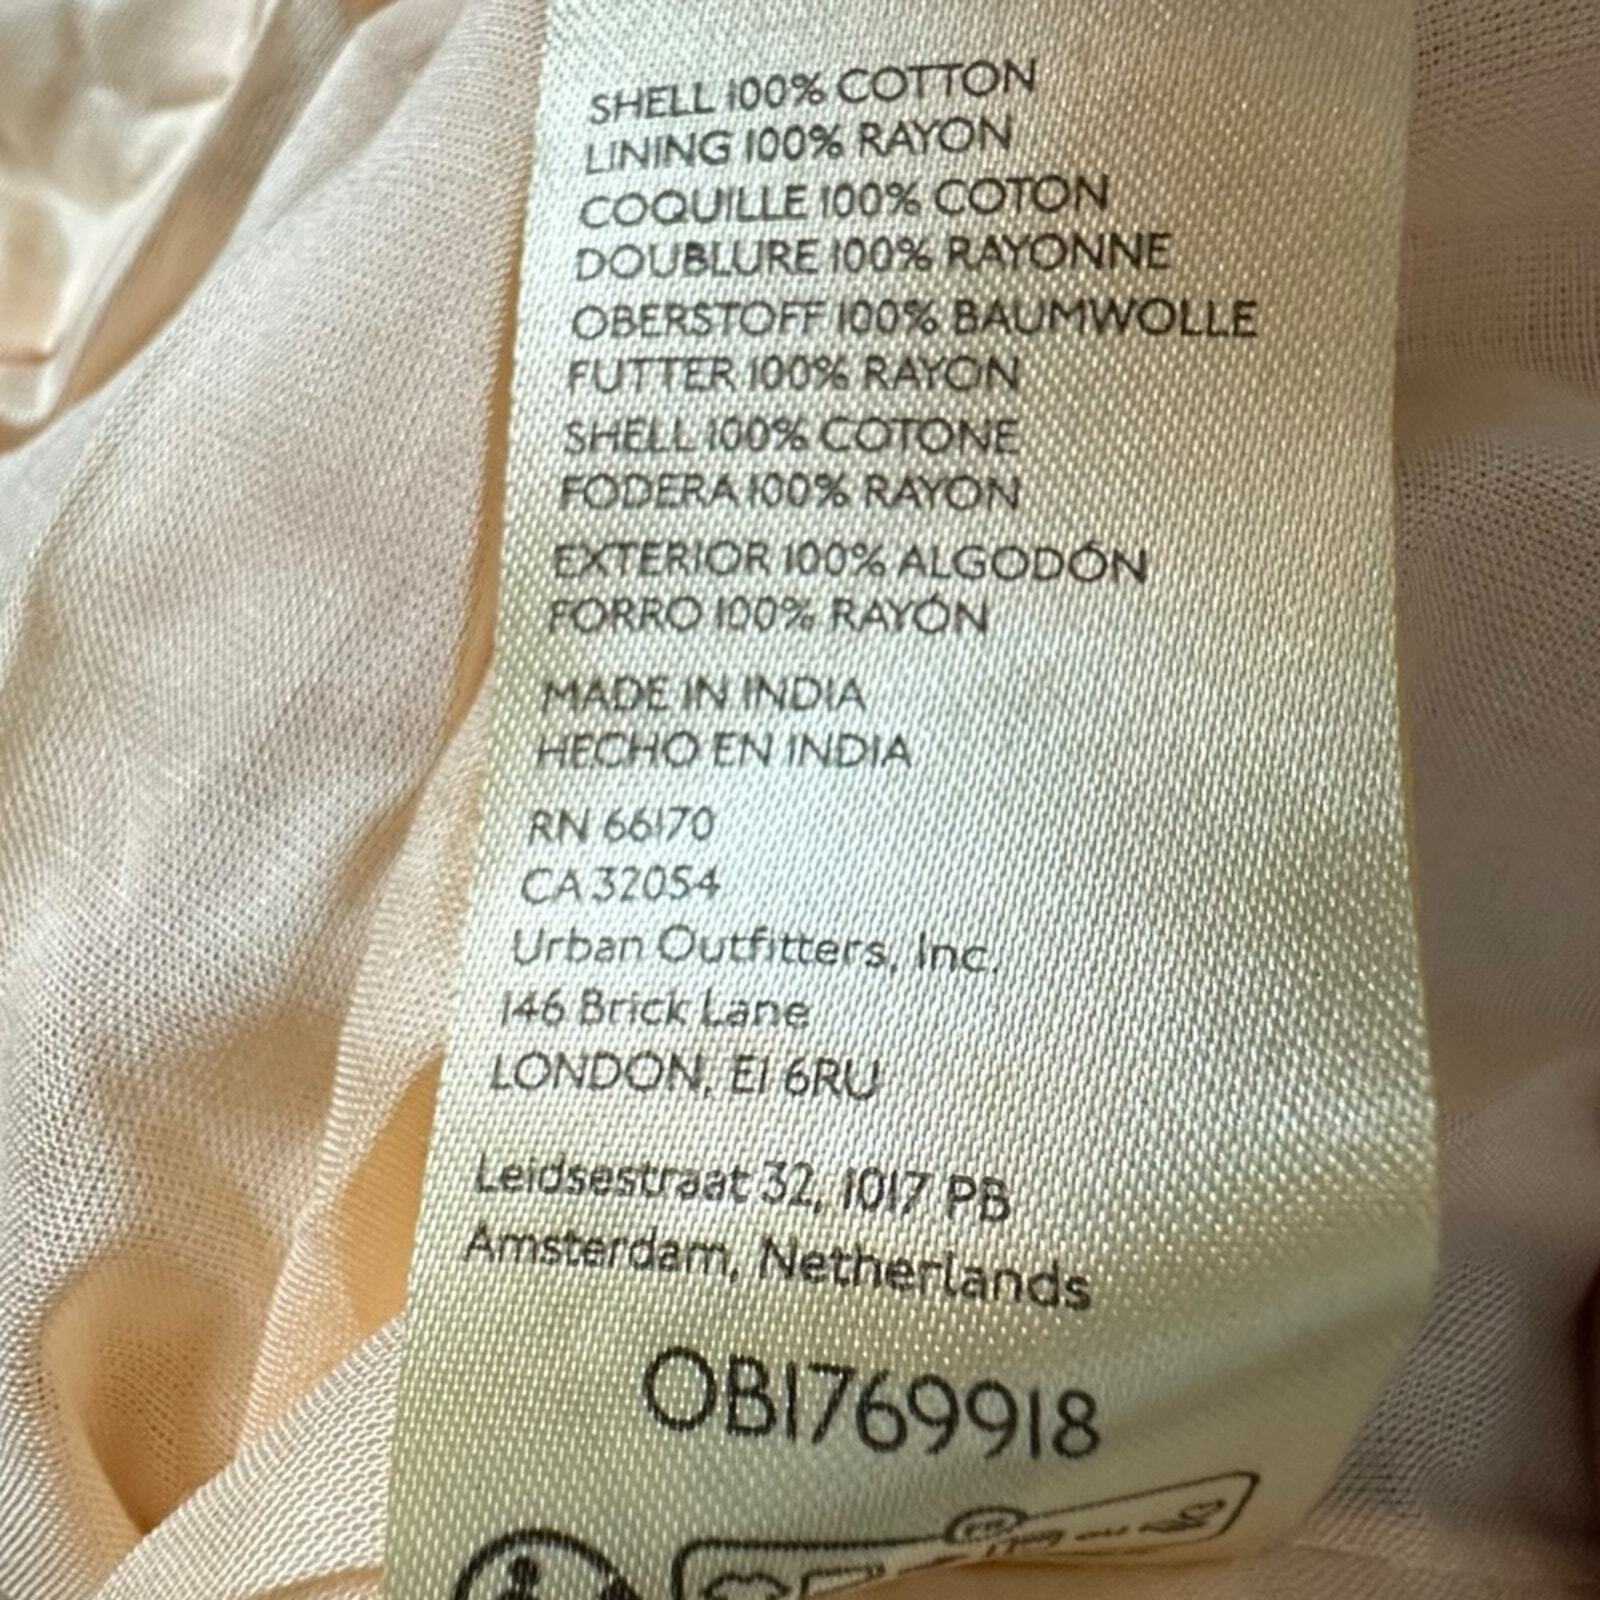 SHELL 100% COTTON
LINING 100% RAYON
COQUILLE 100% COTON
DOUBLURE 100% RAYONNE
OBERSTOFF 100% BAUMWOLLE
FUTTER 100% RAYON
SHELL 100% COTONE
FODERA 100% RAYON
EXTERIOR 100% ALGODÓN
FORRO 100% RAYÓN
MADE IN INDIA
HECHO EN INDIA
RN 66170
CA 32054
Urban Outfitters, Inc.
146 Brick Lane
LONDON, E1 6RU
Leidsestraat 32, 1017 PB
Amsterdam, Netherlands
OB1769918